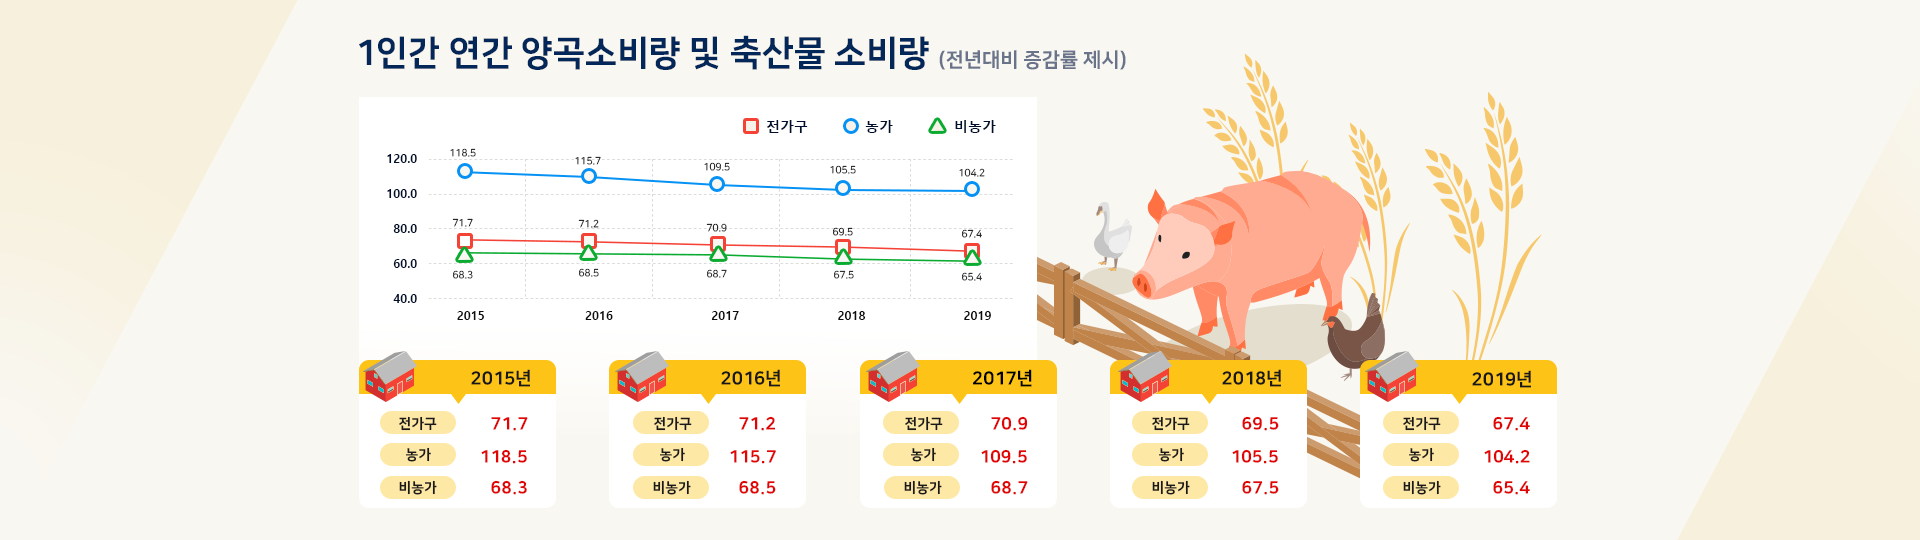 1인간 연간 양곡소비량 및 축산물 소비량 (전년대비 증감률 제시)
전가구 농가 비농가
120.0
100.0
80.0
60.0
40.0
118.5 115.7 109.5 105.5 104.2
71.7 71.2 70.9 69.5 67.4
68.3 68.5 68.7 67.5 65.4
2015 2016 2017 2018 2019
2015년
전가구 71.7
농가 118.5
비농가 68.3
2016년
전가구 71.2
농가 115.7
비농가 68.5
2017년
전가구 70.9
농가 109.5
비농가 68.7
2018년
전가구 69.5
농가 105.5
비농가 67.5
2019년
전가구 67.4
농가 104.2
비농가 65.4